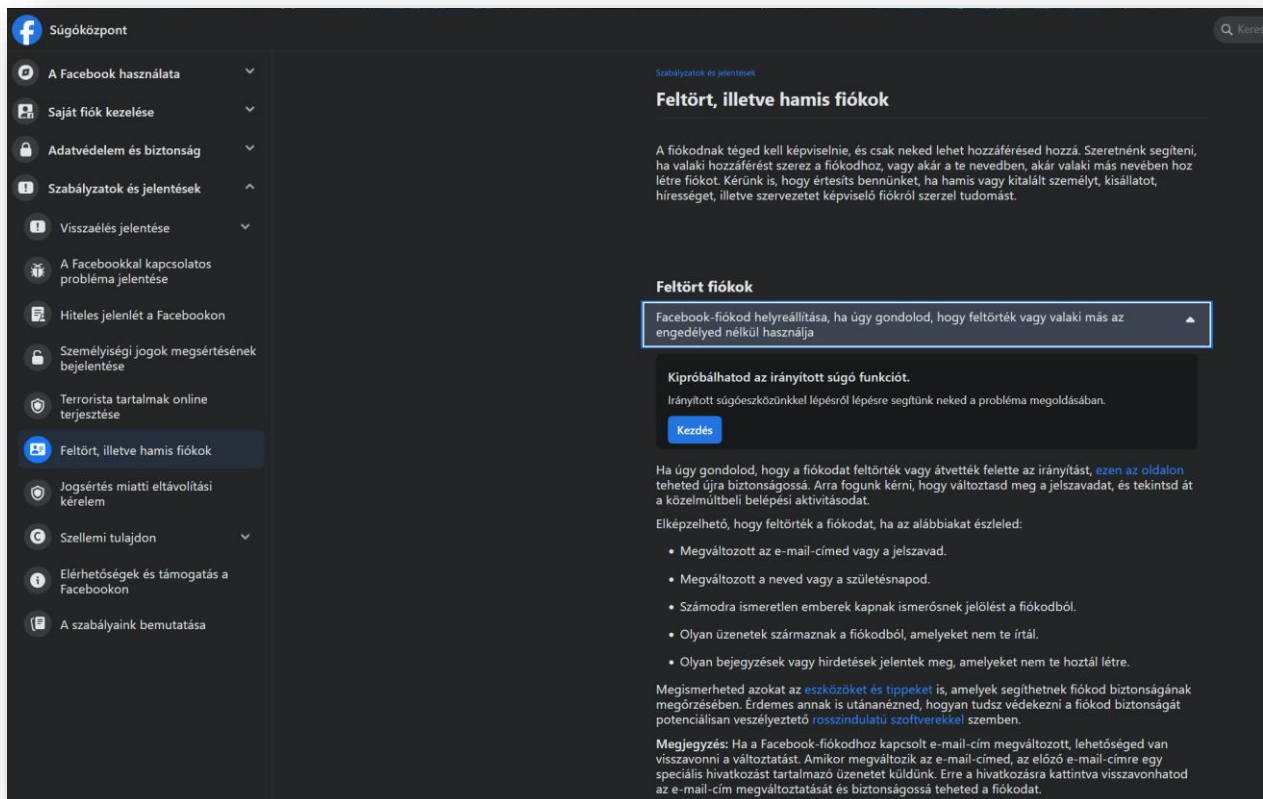 Súgóközpont
A Facebook használata
Saját fiók kezelése
Adatvédelem és biztonság
Szabályzatok és jelentések
Visszaélés jelentése
A Facebookkal kapcsolatos
probléma jelentése
Hiteles jelenlét a Facebookon
Személyiségi jogok megsértésének
bejelentése
Terrorista tartalmak online
terjesztése
Feltört, illetve hamis fiókok
Jogsértés miatti eltávolítási
kérelem
Szellemi tulajdon
Elérhetőségek és támogatás a
Facebookon
A szabályaink bemutatása
Szabályzatok és jelentések
Feltört, illetve hamis fiókok
A fiókodnak téged kell képviselnie, és csak neked lehet hozzáférésed hozzá. Szeretnénk segíteni,
ha valaki hozzáférést szerez a fiókodhoz, vagy akár a te nevedben, akár valaki más nevében hoz
létre fiókot. Kérünk is, hogy értesíts bennünket, ha hamis vagy kitalált személyt, kisállatot,
hírességet, illetve szervezetet képviselő fiókról szerzel tudomást.
Feltört fiókok
Facebook-fiókod helyreállítása, ha úgy gondolod, hogy feltörték vagy valaki más az
engedélyed nélkül használja
Kipróbálhatod az irányított súgó funkciót.
Irányított súgóeszközünkkel lépésről lépésre segítünk neked a probléma megoldásában.
Kezdés
Ha úgy gondolod, hogy a fiókodat feltörték vagy átvették felette az irányítást, ezen az oldalon
teheted újra biztonságossá. Arra fogunk kérni, hogy változtasd meg a jelszavadat, és tekintsd át
a közelmúltbeli belépési aktivitásodat.
Elképzelhető, hogy feltörték a fiókodat, ha az alábbiakat észleled:
• Megváltozott az e-mail-címed vagy a jelszavad.
• Megváltozott a neved vagy a születésnapod.
• Számodra ismeretlen emberek kapnak ismerősnek jelölést a fiókodból.
• Olyan üzenetek származnak a fiókodból, amelyeket nem te írtál.
• Olyan bejegyzések vagy hirdetések jelentek meg, amelyeket nem te hoztál létre.
Megismerheted azokat az eszközöket és tippeket is, amelyek segíthetnek fiókod biztonságának
megőrzésében. Érdemes annak is utánanézned, hogyan tudsz védekezni a fiókod biztonságát
potenciálisan veszélyeztető rosszindulatú szoftverekkel szemben.
Megjegyzés: Ha a Facebook-fiókodhoz kapcsolt e-mail-cím megváltozott, lehetőséged van
visszavonni a változtatást. Amikor megváltozik az e-mail-címed, az előző e-mail-címre egy
speciális hivatkozást tartalmazó üzenetet küldünk. Erre a hivatkozásra kattintva visszavonhatod
az e-mail-cím megváltoztatását és biztonságossá teheted a fiókodat.